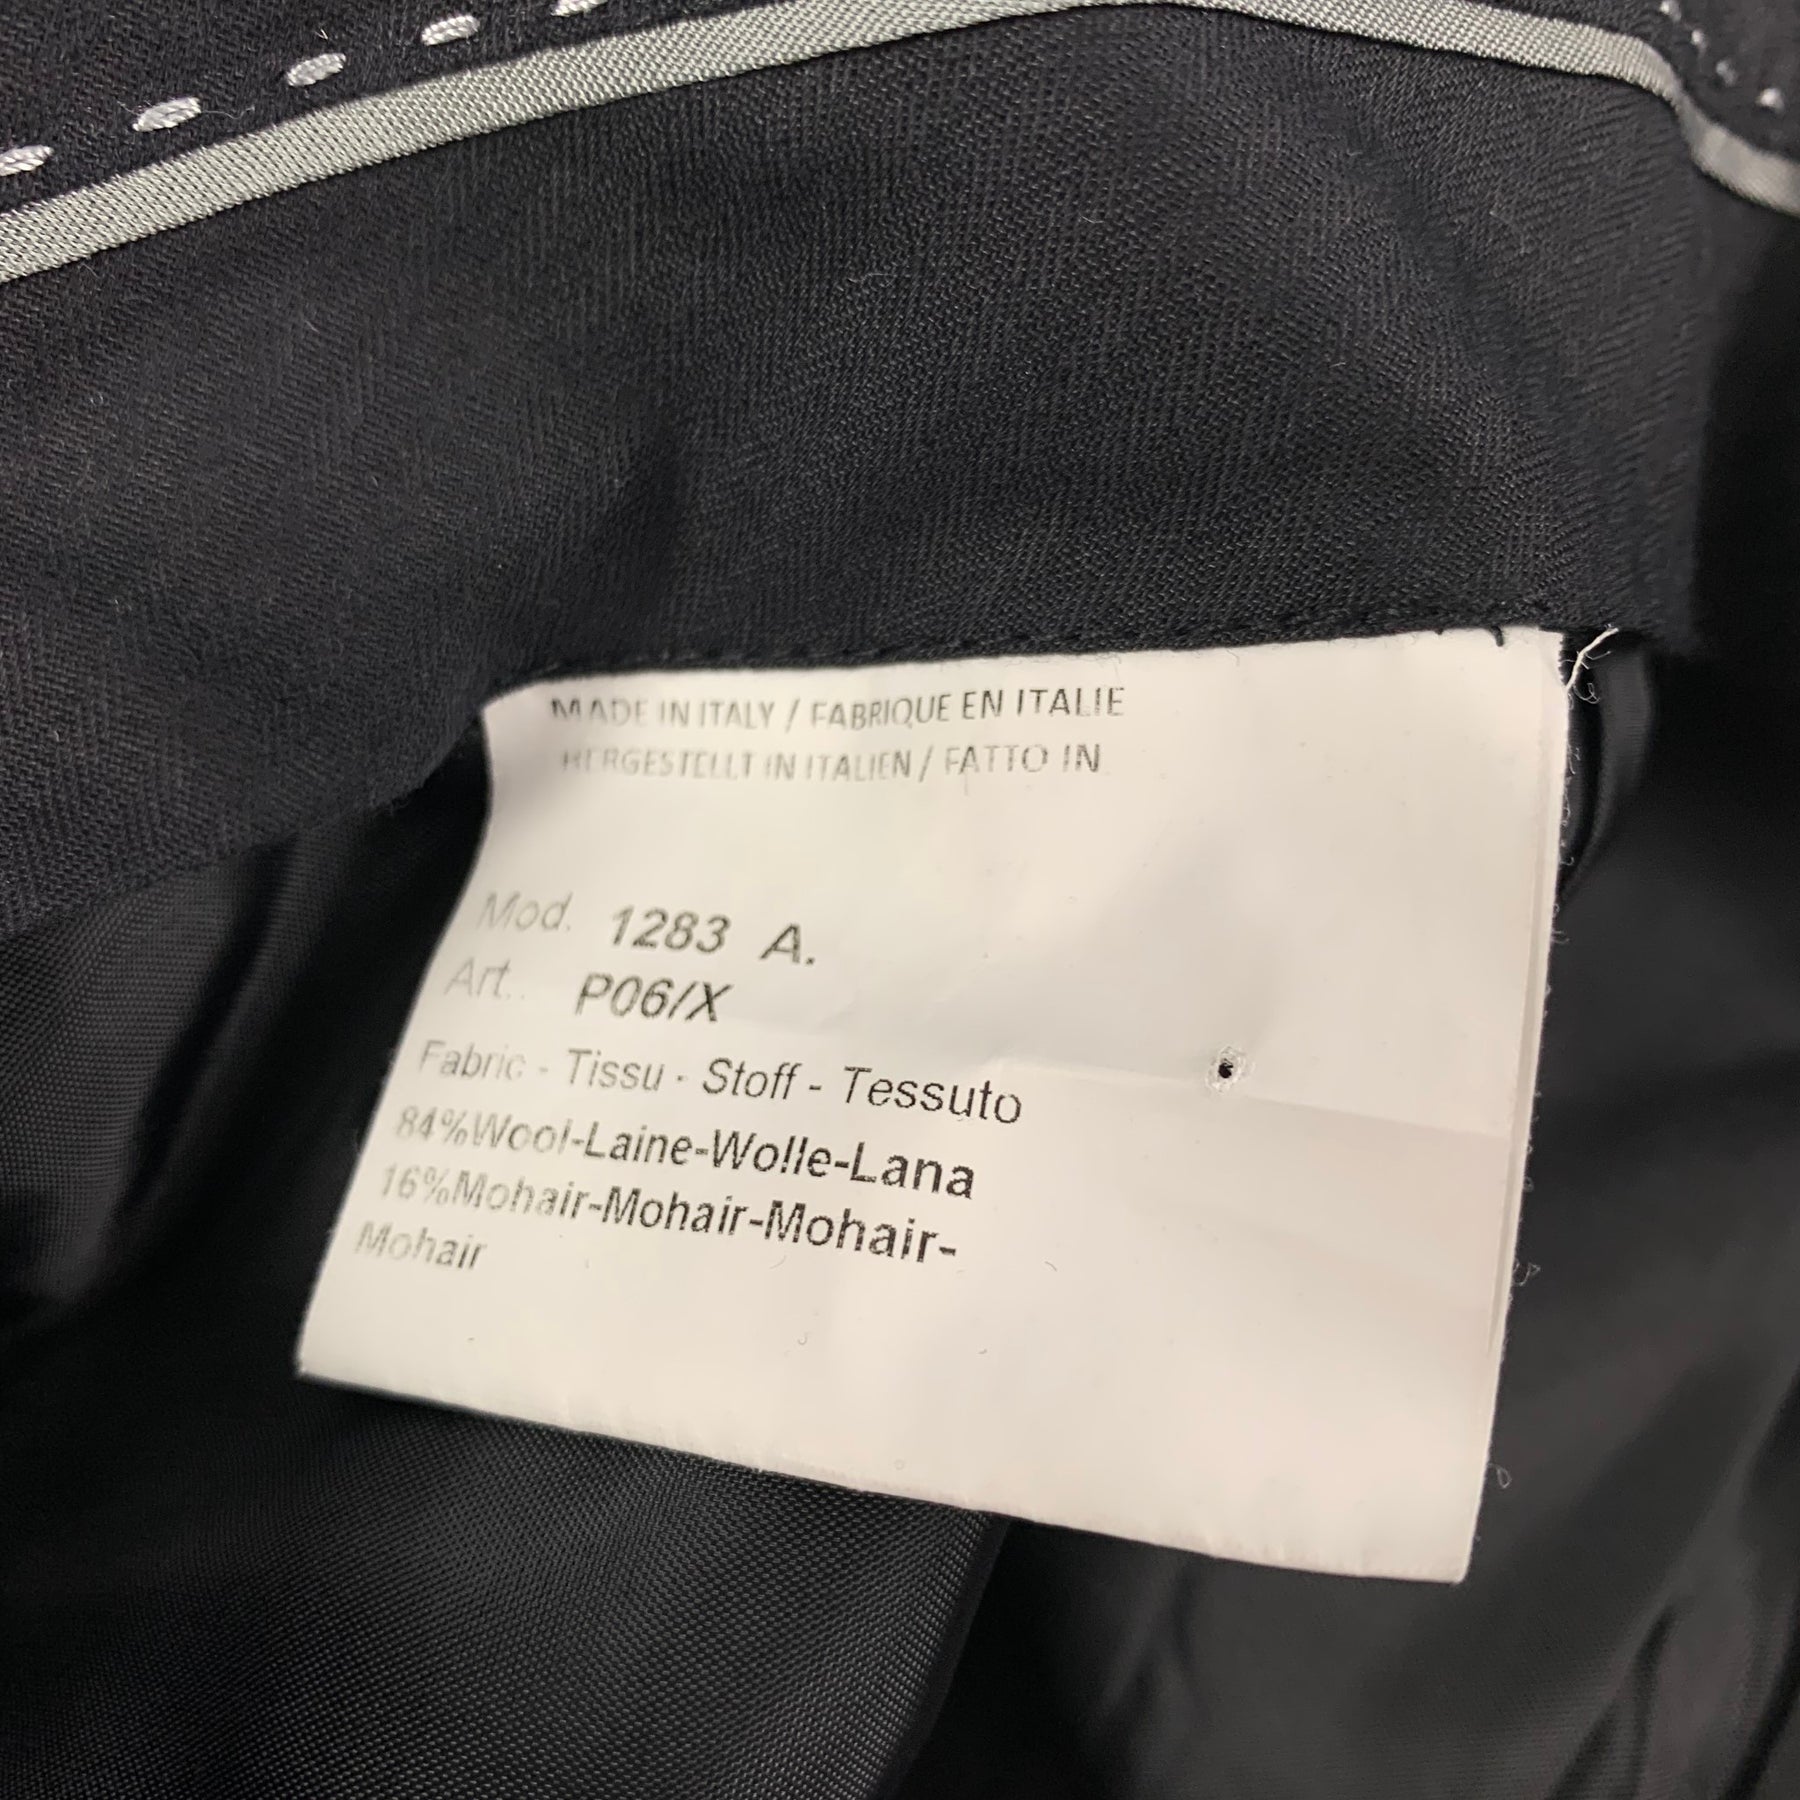 MADE IN ITALY / FABRIQUE EN ITALIE
HERGESTELLT IN ITALIEN / FATTO IN
Mod. 1283 A.
Art. P06/X
Fabric - Tissu - Stoff - Tessuto
84%Wool-Laine-Wolle-Lana
16%Mohair-Mohair-Mohair-
Mohair